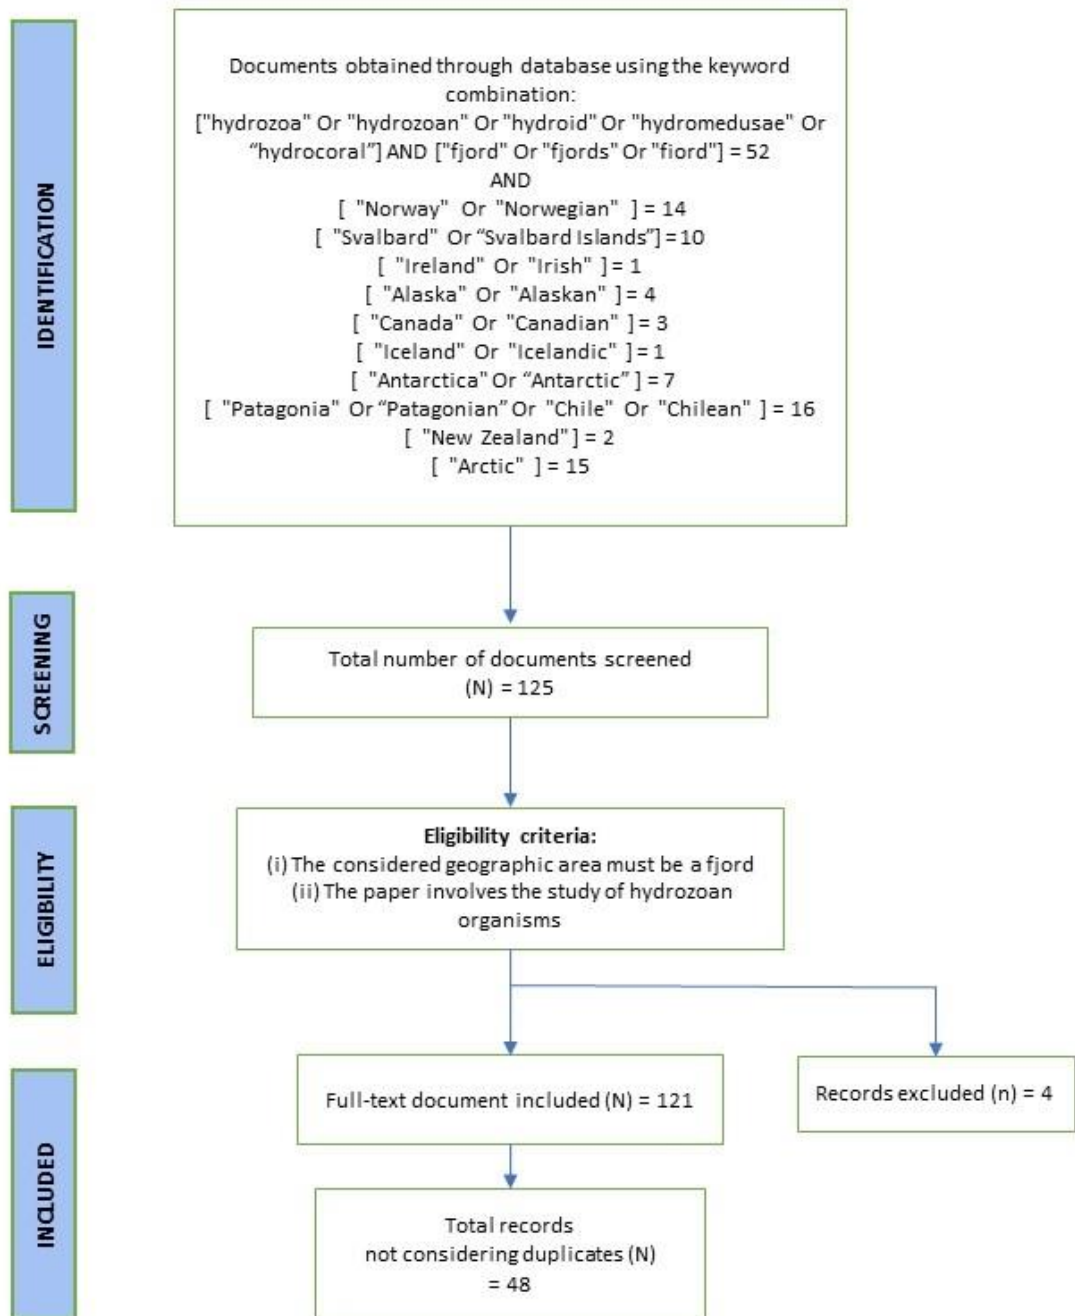 IDENTIFICATION
Documents obtained through database using the keyword
combination:
["hydrozoa" Or "hydrozoan" Or "hydroid" Or "hydromedusae" Or
“hydrocoral”] AND ["fjord" Or "fjords" Or "fiord"] = 52
AND
[ "Norway" Or "Norwegian" ] = 14
[ "Svalbard" Or “Svalbard Islands”] = 10
[ "Ireland" Or "Irish" ] = 1
[ "Alaska" Or "Alaskan" ] = 4
[ "Canada" Or "Canadian" ] = 3
[ "Iceland" Or "Icelandic" ] = 1
[ "Antarctica" Or “Antarctic” ] = 7
[ "Patagonia" Or “Patagonian” Or "Chile" Or "Chilean" ] = 16
[ "New Zealand" ] = 2
[ "Arctic" ] = 15
SCREENING
Total number of documents screened
(N) = 125
ELIGIBILITY
Eligibility criteria:
(i) The considered geographic area must be a fjord
(ii) The paper involves the study of hydrozoan
organisms
INCLUDED
Full-text document included (N) = 121
Records excluded (n) = 4
Total records
not considering duplicates (N)
= 48